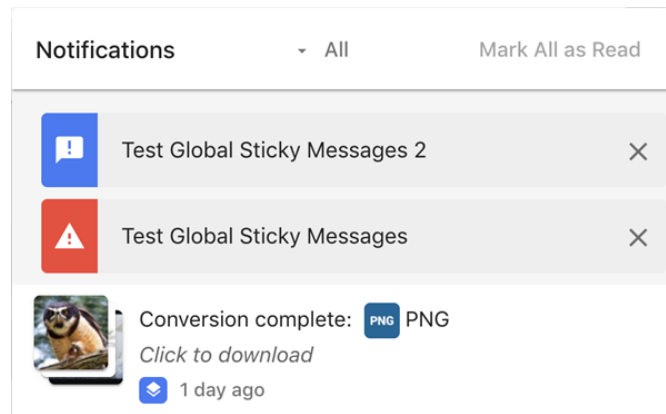 Notifications All Mark All as Read
Test Global Sticky Messages 2
Test Global Sticky Messages
Conversion complete: PNG PNG
Click to download
1 day ago